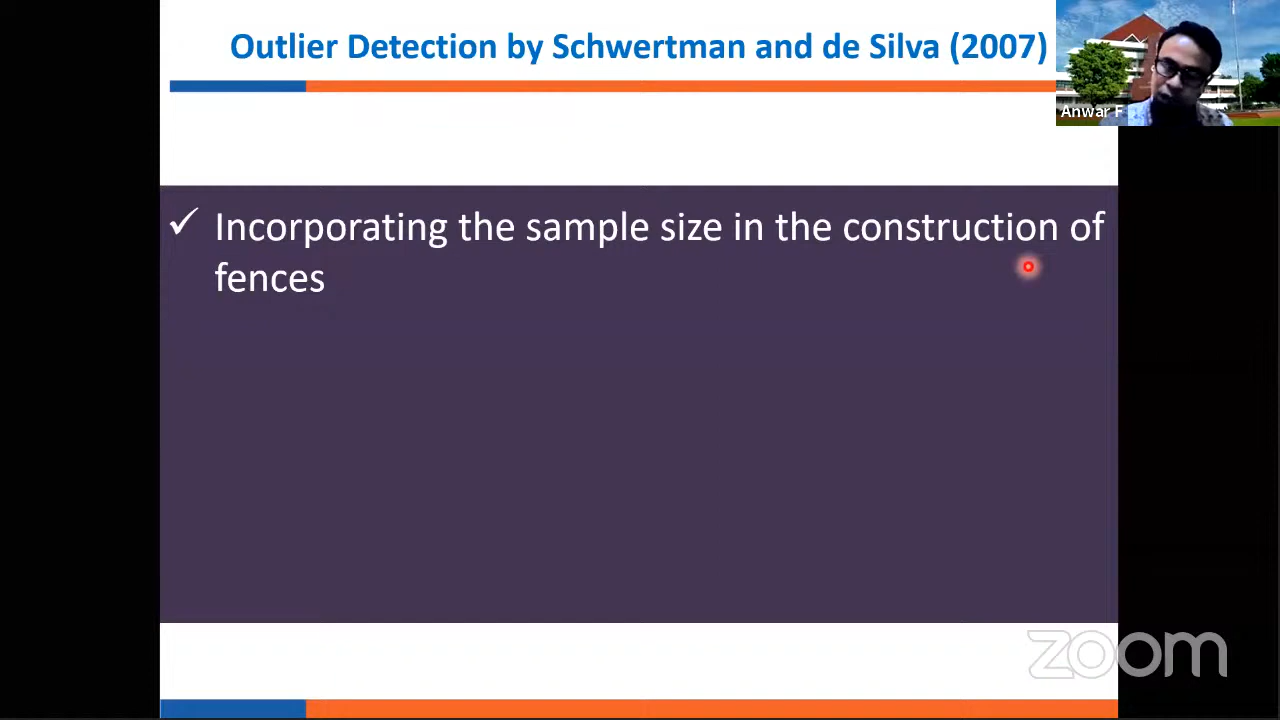 Outlier Detection by Schwertman and de Silva (2007)
Anwar F
✓ Incorporating the sample size in the construction of
fences
zoom